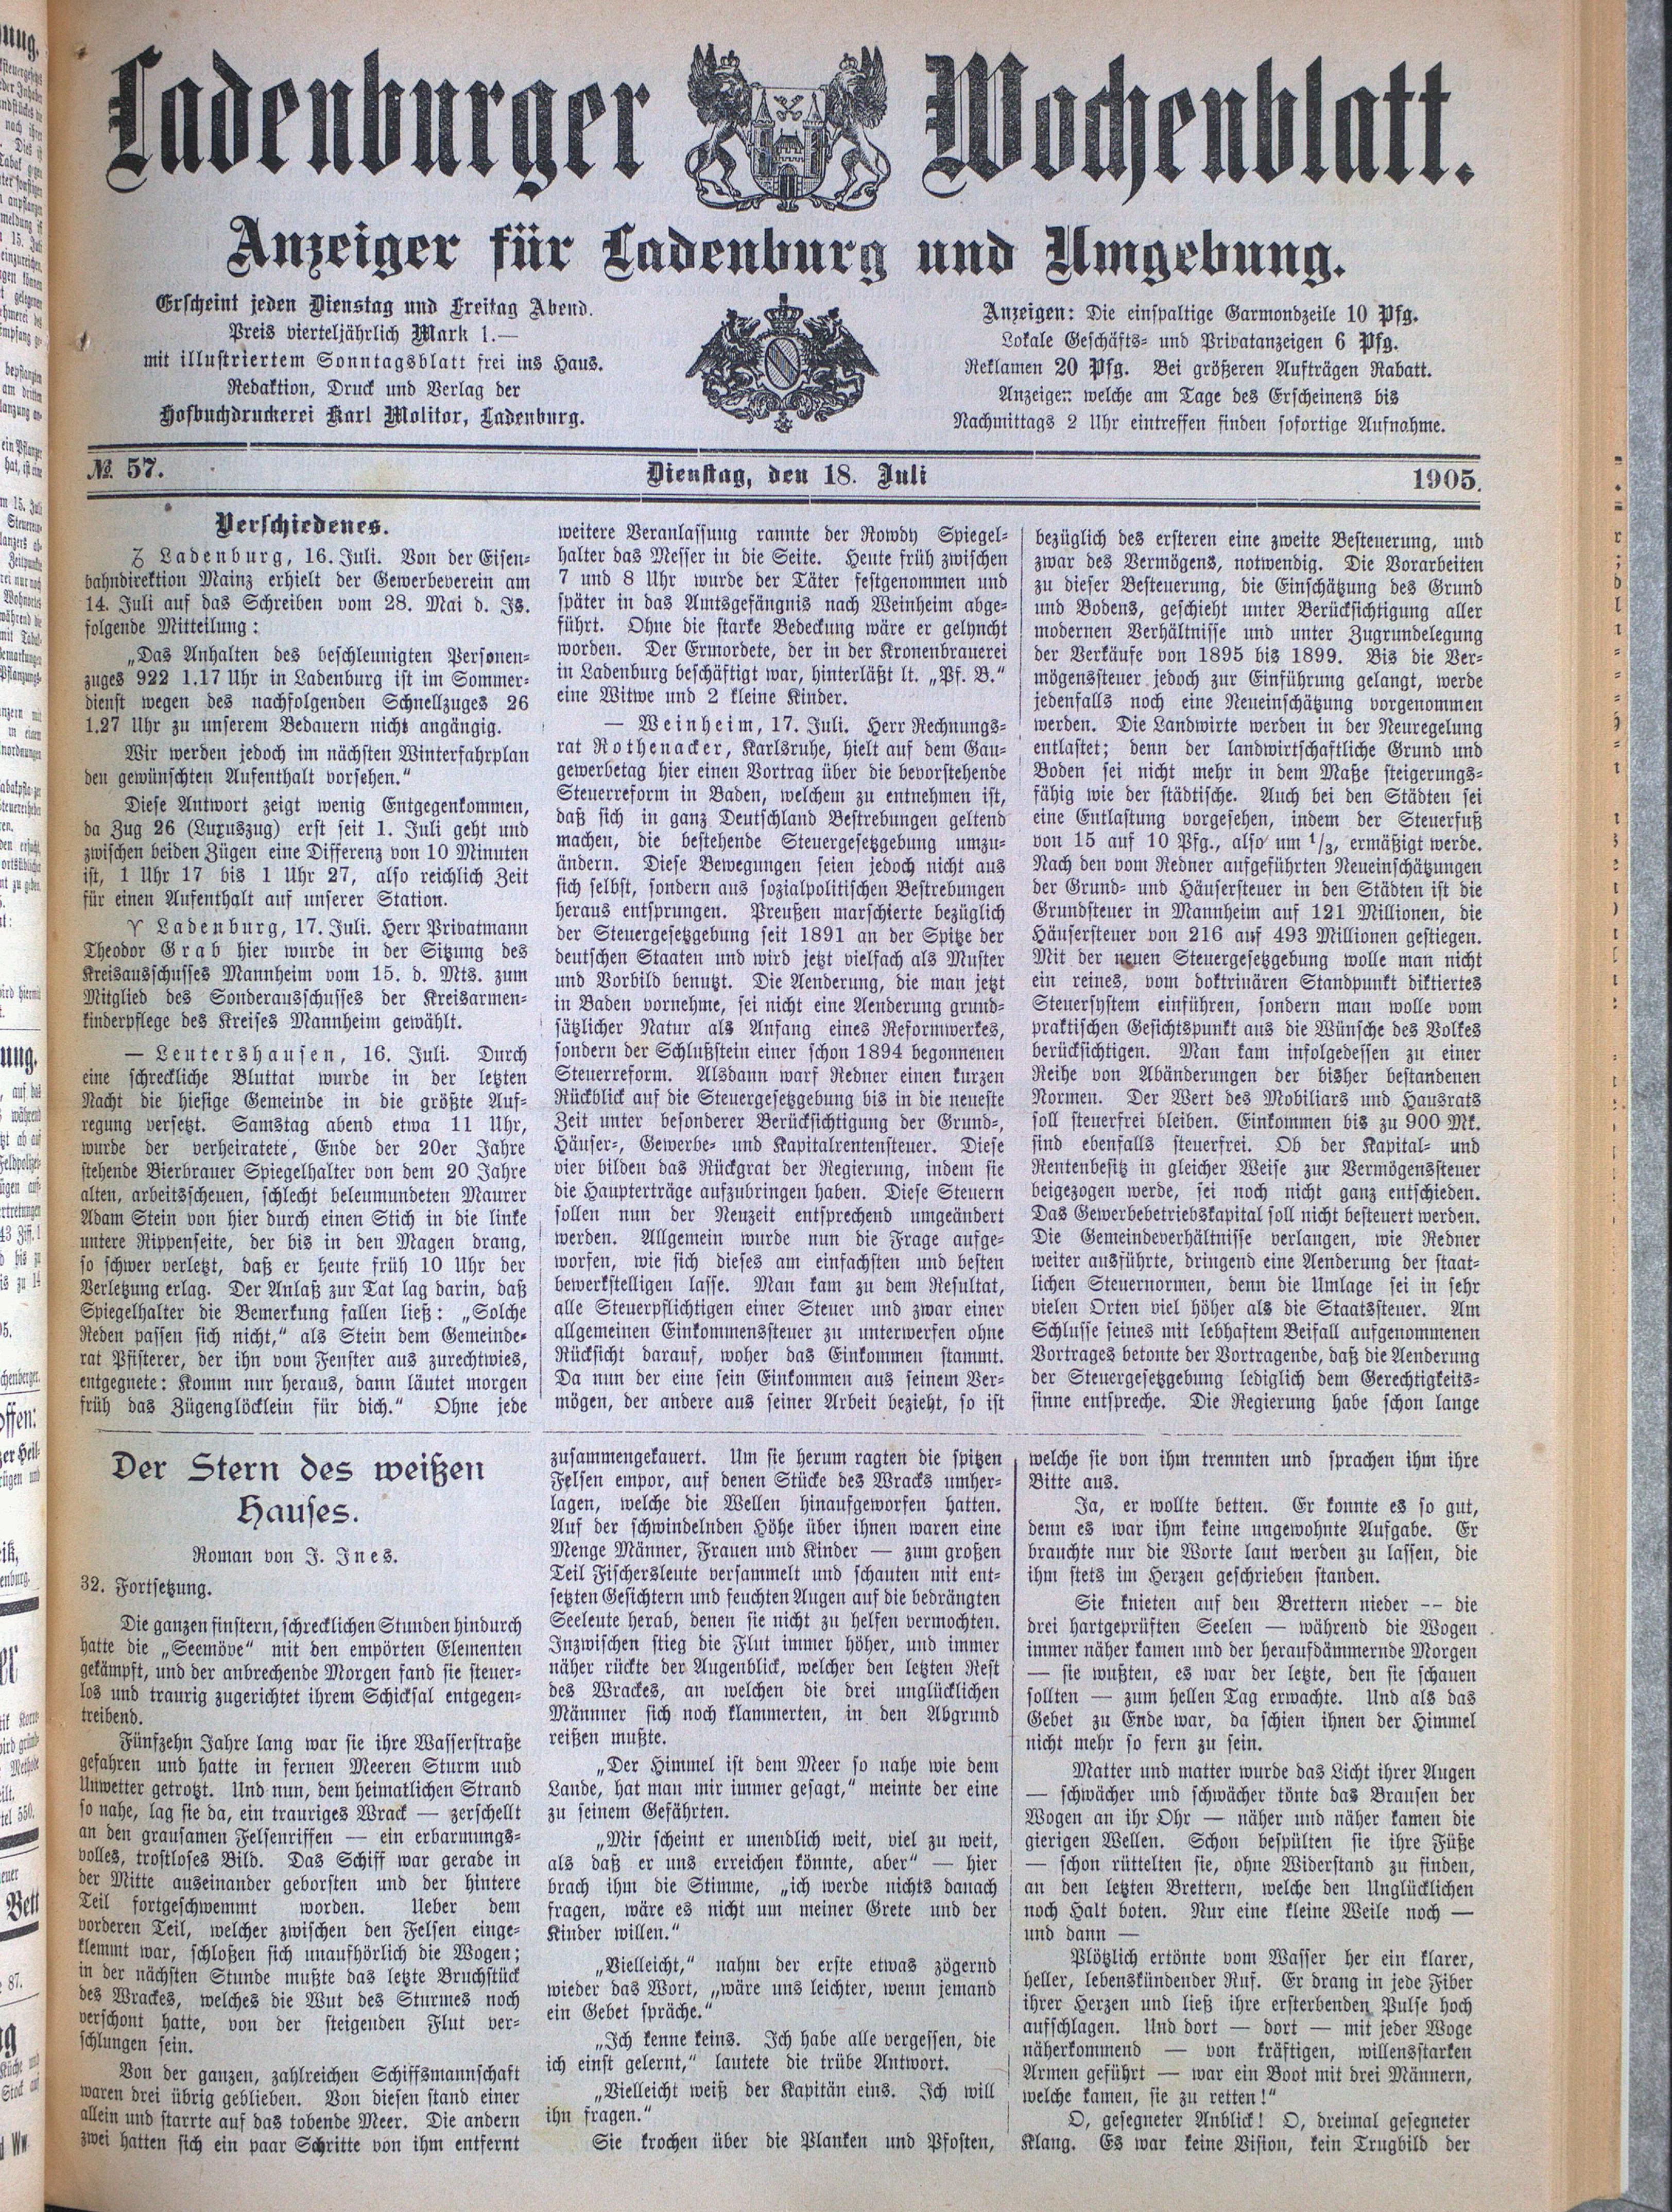 Ladenburger Wochenblatt.
Anzeiger für Ladenburg und Umgebung.
Erscheint jeden Dienstag und Freitag Abend.
Preis vierteljährlich Mark 1.—
mit illustriertem Sonntagsblatt frei ins Haus.
Redaktion, Druck und Verlag der
Hofbuchdruckerei Karl Molitor, Ladenburg.
Anzeigen: Die einspaltige Garmondzeile 10 Pfg.
Lokale Geschäfts- und Privatanzeigen 6 Pfg.
Reklamen 20 Pfg. Bei größeren Aufträgen Rabatt.
Anzeigen welche am Tage des Erscheinens bis
Nachmittags 2 Uhr eintreffen finden sofortige Aufnahme.
№ 57.
Dienstag, den 18. Juli
1905.
Verschiedenes.
Ladenburg, 16. Juli. Von der Eisen-
bahndirektion Mainz erhielt der Gewerbeverein am
14. Juli auf das Schreiben vom 28. Mai d. Js.
folgende Mitteilung:
„Das Anhalten des beschleunigten Personen-
zuges 922 1.17 Uhr in Ladenburg ist im Sommer-
dienst wegen des nachfolgenden Schnellzuges 26
1.27 Uhr zu unserem Bedauern nicht angängig.
Wir werden jedoch im nächsten Winterfahrplan
den gewünschten Aufenthalt vorsehen.“
Diese Antwort zeigt wenig Entgegenkommen,
da Zug 26 (Luxuszug) erst seit 1. Juli geht und
zwischen beiden Zügen eine Differenz von 10 Minuten
ist, 1 Uhr 17 bis 1 Uhr 27, also reichlich Zeit
für einen Aufenthalt auf unserer Station.
♈ Ladenburg, 17. Juli. Herr Privatmann
Theodor Grab hier wurde in der Sitzung des
Kreisausschusses Mannheim vom 15. d. Mts. zum
Mitglied des Sonderausschusses der Kreisarmen-
kinderpflege des Kreises Mannheim gewählt.
— Leutershausen, 16. Juli. Durch
eine schreckliche Bluttat wurde in der letzten
Nacht die hiesige Gemeinde in die größte Auf-
regung versetzt. Samstag abend etwa 11 Uhr,
wurde der verheiratete, Ende der 20er Jahre
stehende Bierbrauer Spiegelhalter von dem 20 Jahre
alten, arbeitsscheuen, schlecht beleumundeten Maurer
Adam Stein von hier durch einen Stich in die linke
untere Rippenseite, der bis in den Magen drang,
so schwer verletzt, daß er heute früh 10 Uhr der
Verletzung erlag. Der Anlaß zur Tat lag darin, daß
Spiegelhalter die Bemerkung fallen ließ: „Solche
Reden passen sich nicht,“ als Stein dem Gemeinde-
rat Pfisterer, der ihn vom Fenster aus zurechtwies,
entgegnete: Komm nur heraus, dann läutet morgen
früh das Zügenglöcklein für dich.“ Ohne jede
weitere Veranlassung rannte der Rowdy Spiegel-
halter das Messer in die Seite. Heute früh zwischen
7 und 8 Uhr wurde der Täter festgenommen und
später in das Amtsgefängnis nach Weinheim abge-
führt. Ohne die starke Bedeckung wäre er gelyncht
worden. Der Ermordete, der in der Kronenbrauerei
in Ladenburg beschäftigt war, hinterläßt lt. „Pf. B.“
eine Witwe und 2 kleine Kinder.
— Weinheim, 17. Juli. Herr Rechnungs-
rat Rothenacker, Karlsruhe, hielt auf dem Gau-
gewerbetag hier einen Vortrag über die bevorstehende
Steuerreform in Baden, welchem zu entnehmen ist,
daß sich in ganz Deutschland Bestrebungen geltend
machen, die bestehende Steuergesetzgebung umzu-
ändern. Diese Bewegungen seien jedoch nicht aus
sich selbst, sondern aus sozialpolitischen Bestrebungen
heraus entsprungen. Preußen marschierte bezüglich
der Steuergesetzgebung seit 1891 an der Spitze der
deutschen Staaten und wird jetzt vielfach als Muster
und Vorbild benutzt. Die Aenderung, die man jetzt
in Baden vornehme, sei nicht eine Aenderung grund-
sätzlicher Natur als Anfang eines Reformwerkes,
sondern der Schlußstein einer schon 1894 begonnenen
Steuerreform. Alsdann warf Redner einen kurzen
Rückblick auf die Steuergesetzgebung bis in die neueste
Zeit unter besonderer Berücksichtigung der Grund-,
Häuser-, Gewerbe- und Kapitalrentensteuer. Diese
vier bilden das Rückgrat der Regierung, indem sie
die Haupterträge aufzubringen haben. Diese Steuern
sollen nun der Neuzeit entsprechend umgeändert
werden. Allgemein wurde nun die Frage aufge-
worfen, wie sich dieses am einfachsten und besten
bewerkstelligen lasse. Man kam zu dem Resultat,
alle Steuerpflichtigen einer Steuer und zwar einer
allgemeinen Einkommenssteuer zu unterwerfen ohne
Rücksicht darauf, woher das Einkommen stammt.
Da nun der eine sein Einkommen aus seinem Ver-
mögen, der andere aus seiner Arbeit bezieht, so ist
bezüglich des ersteren eine zweite Besteuerung, und
zwar des Vermögens, notwendig. Die Vorarbeiten
zu dieser Besteuerung, die Einschätzung des Grund
und Bodens, geschieht unter Berücksichtigung aller
modernen Verhältnisse und unter Zugrundelegung
der Verkäufe von 1895 bis 1899. Bis die Ver-
mögenssteuer jedoch zur Einführung gelangt, werde
jedenfalls noch eine Neueinschätzung vorgenommen
werden. Die Landwirte werden in der Neuregelung
entlastet; denn der landwirtschaftliche Grund und
Boden sei nicht mehr in dem Maße steigerungs-
fähig wie der städtische. Auch bei den Städten sei
eine Entlastung vorgesehen, indem der Steuerfuß
von 15 auf 10 Pfg., also um 1/3, ermäßigt werde.
Nach den vom Redner aufgeführten Neueinschätzungen
der Grund- und Häusersteuer in den Städten ist die
Grundsteuer in Mannheim auf 121 Millionen, die
Häusersteuer von 216 auf 493 Millionen gestiegen.
Mit der neuen Steuergesetzgebung wolle man nicht
ein reines, vom doktrinären Standpunkt diktiertes
Steuersystem einführen, sondern man wolle vom
praktischen Gesichtspunkt aus die Wünsche des Volkes
berücksichtigen. Man kam infolgedessen zu einer
Reihe von Abänderungen der bisher bestandenen
Normen. Der Wert des Mobiliars und Hausrats
soll steuerfrei bleiben. Einkommen bis zu 900 Mk.
sind ebenfalls steuerfrei. Ob der Kapital- und
Rentenbesitz in gleicher Weise zur Vermögenssteuer
beigezogen werde, sei noch nicht ganz entschieden.
Das Gewerbebetriebskapital soll nicht besteuert werden.
Die Gemeindeverhältnisse verlangen, wie Redner
weiter ausführte, dringend eine Aenderung der staat-
lichen Steuernormen, denn die Umlage sei in sehr
vielen Orten viel höher als die Staatssteuer. Am
Schlusse seines mit lebhaftem Beifall aufgenommenen
Vortrages betonte der Vortragende, daß die Aenderung
der Steuergesetzgebung lediglich dem Gerechtigkeits-
sinne entspreche. Die Regierung habe schon lange
Der Stern des weißen
Hauses.
Roman von J. Ines.
32. Fortsetzung.
Die ganzen finstern, schrecklichen Stunden hindurch
hatte die „Seemöve“ mit den empörten Elementen
gekämpft, und der anbrechende Morgen fand sie steuer-
los und traurig zugerichtet ihrem Schicksal entgegen-
treibend.
Fünfzehn Jahre lang war sie ihre Wasserstraße
gefahren und hatte in fernen Meeren Sturm und
Unwetter getrotzt. Und nun, dem heimatlichen Strand
so nahe, lag sie da, ein trauriges Wrack — zerschellt
an den grausamen Felsenriffen — ein erbarmungs-
volles, trostloses Bild. Das Schiff war gerade in
der Mitte auseinander geborsten und der hintere
Teil fortgeschwemmt worden. Ueber dem
vorderen Teil, welcher zwischen den Felsen einge-
klemmt war, schloßen sich unaufhörlich die Wogen;
in der nächsten Stunde mußte das letzte Bruchstück
des Wrackes, welches die Wut des Sturmes noch
verschont hatte, von der steigenden Flut ver-
schlungen sein.
Von der ganzen, zahlreichen Schiffsmannschaft
waren drei übrig geblieben. Von diesen stand einer
allein und starrte auf das tobende Meer. Die andern
zwei hatten sich ein paar Schritte von ihm entfernt
zusammengekauert. Um sie herum ragten die spitzen
Felsen empor, auf denen Stücke des Wracks umher-
lagen, welche die Wellen hinaufgeworfen hatten.
Auf der schwindelnden Höhe über ihnen waren eine
Menge Männer, Frauen und Kinder — zum großen
Teil Fischersleute versammelt und schauten mit ent-
setzten Gesichtern und feuchten Augen auf die bedrängten
Seeleute herab, denen sie nicht zu helfen vermochten.
Inzwischen stieg die Flut immer höher, und immer
näher rückte der Augenblick, welcher den letzten Rest
des Wrackes, an welchen die drei unglücklichen
Männner sich noch klammerten, in den Abgrund
reißen mußte.
„Der Himmel ist dem Meer so nahe wie dem
Lande, hat man mir immer gesagt,“ meinte der eine
zu seinem Gefährten.
„Mir scheint er unendlich weit, viel zu weit,
als daß er uns erreichen könnte, aber“ — hier
brach ihm die Stimme, „ich werde nichts danach
fragen, wäre es nicht um meiner Grete und der
Kinder willen.“
„Vielleicht,“ nahm der erste etwas zögernd
wieder das Wort, „wäre uns leichter, wenn jemand
ein Gebet spräche.“
„Ich kenne keins. Ich habe alle vergessen, die
ich einst gelernt,“ lautete die trübe Antwort.
„Vielleicht weiß der Kapitän eins. Ich will
ihn fragen.“
Sie krochen über die Planken und Pfosten,
welche sie von ihm trennten und sprachen ihm ihre
Bitte aus.
Ja, er wollte betten. Er konnte es so gut,
denn es war ihm keine ungewohnte Aufgabe. Er
brauchte nur die Worte laut werden zu lassen, die
ihm stets im Herzen geschrieben standen.
Sie knieten auf den Brettern nieder -- die
drei hartgeprüften Seelen — während die Wogen
immer näher kamen und der heraufdämmernde Morgen
— sie wußten, es war der letzte, den sie schauen
sollten — zum hellen Tag erwachte. Und als das
Gebet zu Ende war, da schien ihnen der Himmel
nicht mehr so fern zu sein.
Matter und matter wurde das Licht ihrer Augen
— schwächer und schwächer tönte das Brausen der
Wogen an ihr Ohr — näher und näher kamen die
gierigen Wellen. Schon bespülten sie ihre Füße
— schon rüttelten sie, ohne Widerstand zu finden,
an den letzten Brettern, welche den Unglücklichen
noch Halt boten. Nur eine kleine Weile noch —
und dann —
Plötzlich ertönte vom Wasser her ein klarer,
heller, lebenskündender Ruf. Er drang in jede Fiber
ihrer Herzen und ließ ihre ersterbenden Pulse hoch
aufschlagen. Und dort — dort — mit jeder Woge
näherkommend — von kräftigen, willensstarken
Armen geführt — war ein Boot mit drei Männern,
welche kamen, sie zu retten!“
O, gesegneter Anblick! O, dreimal gesegneter
Klang. Es war keine Vision, kein Trugbild der